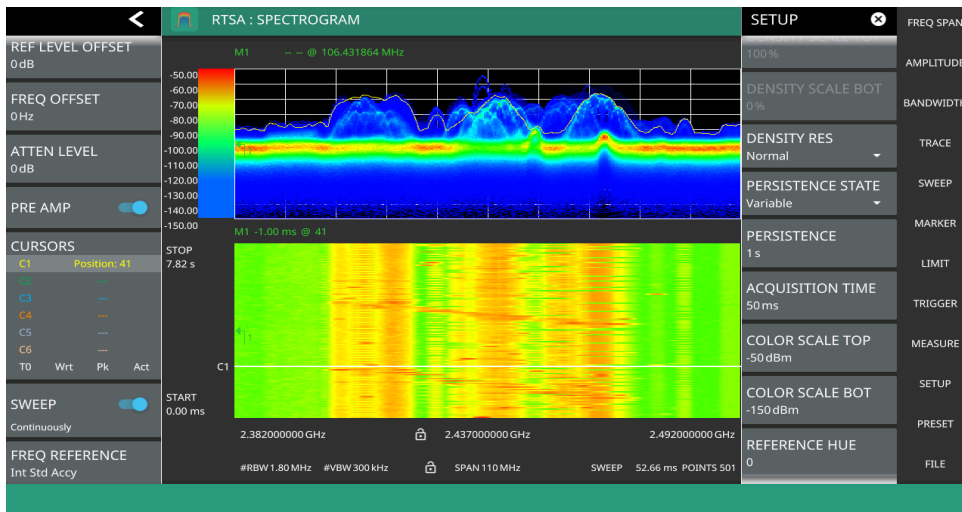 RTSA : SPECTROGRAM
REF LEVEL OFFSET
0 dB
FREQ OFFSET
0 Hz
ATTEN LEVEL
0 dB
PRE AMP
CURSORS
C1 Position: 41
C2 ---
C3 ---
C4 ---
C5 ---
C6 ---
T0 Wrt Pk Act
SWEEP
Continuously
FREQ REFERENCE
Int Std Accy
M1 -- -- @ 106.431864 MHz
-50.00
-60.00
-70.00
-80.00
-90.00
-100.00
-110.00
-120.00
-130.00
-140.00
-150.00
1
M1 -1.00 ms @ 41
STOP
7.82 s
1
C1
START
0.00 ms
2.382000000 GHz 2.437000000 GHz 2.492000000 GHz
#RBW 1.80 MHz #VBW 300 kHz SPAN 110 MHz SWEEP 52.66 ms POINTS 501
SETUP
100 %
DENSITY SCALE BOT
0 %
DENSITY RES
Normal
PERSISTENCE STATE
Variable
PERSISTENCE
1 s
ACQUISITION TIME
50 ms
COLOR SCALE TOP
-50 dBm
COLOR SCALE BOT
-150 dBm
REFERENCE HUE
0
FREQ SPAN
AMPLITUDE
BANDWIDTH
TRACE
SWEEP
MARKER
LIMIT
TRIGGER
MEASURE
SETUP
PRESET
FILE